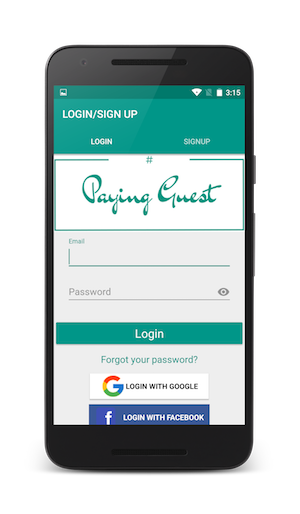 3:15
LOGIN/SIGN UP
LOGIN SIGNUP
#
Paying Guest
Email
Password
Login
Forgot your password?
G LOGIN WITH GOOGLE
f LOGIN WITH FACEBOOK